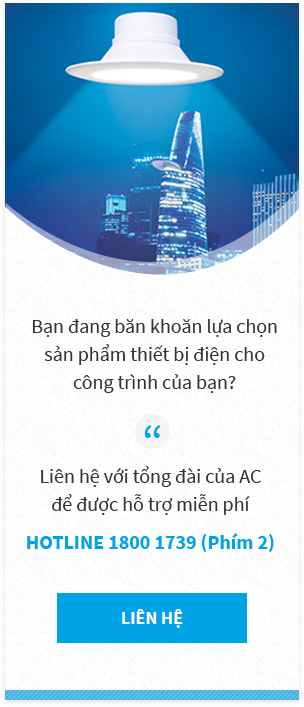 Bạn đang băn khoăn lựa chọn
sản phẩm thiết bị điện cho
công trình của bạn?
“
Liên hệ với tổng đài của AC
để được hỗ trợ miễn phí
HOTLINE 1800 1739 (Phím 2)
LIÊN HỆ